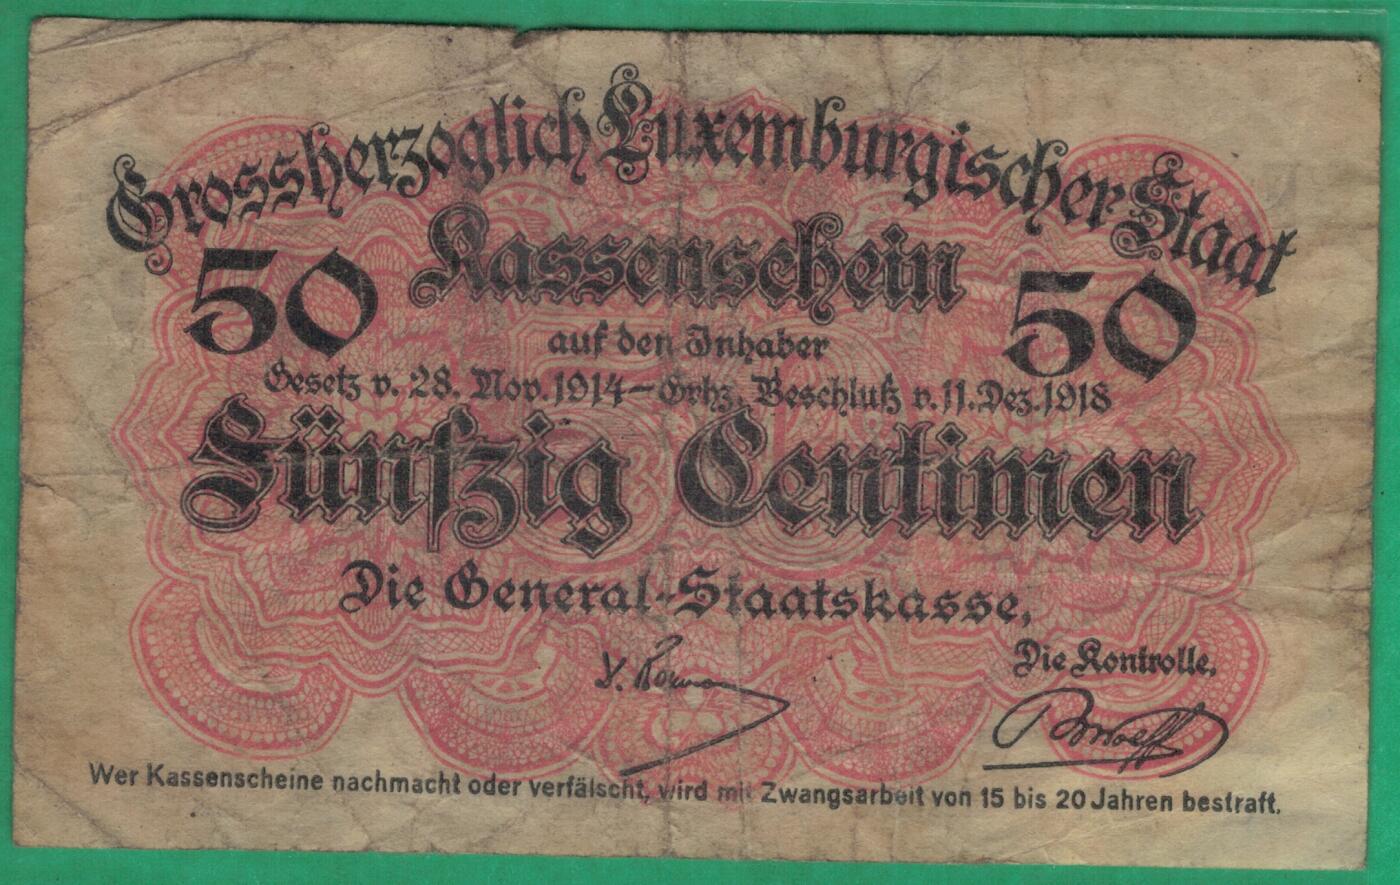 Grossherzoglich Luxemburgischer Staat
50 Kassenschein 50
auf den Inhaber
Gesetz v. 28. Nov. 1914 – Grhz. Beschluß v. 11. Dez. 1918
Fünfzig Centimen
Die General-Staatskasse,
Die Kontrolle.
Wer Kassenscheine nachmacht oder verfälscht, wird mit Zwangsarbeit von 15 bis 20 Jahren bestraft.